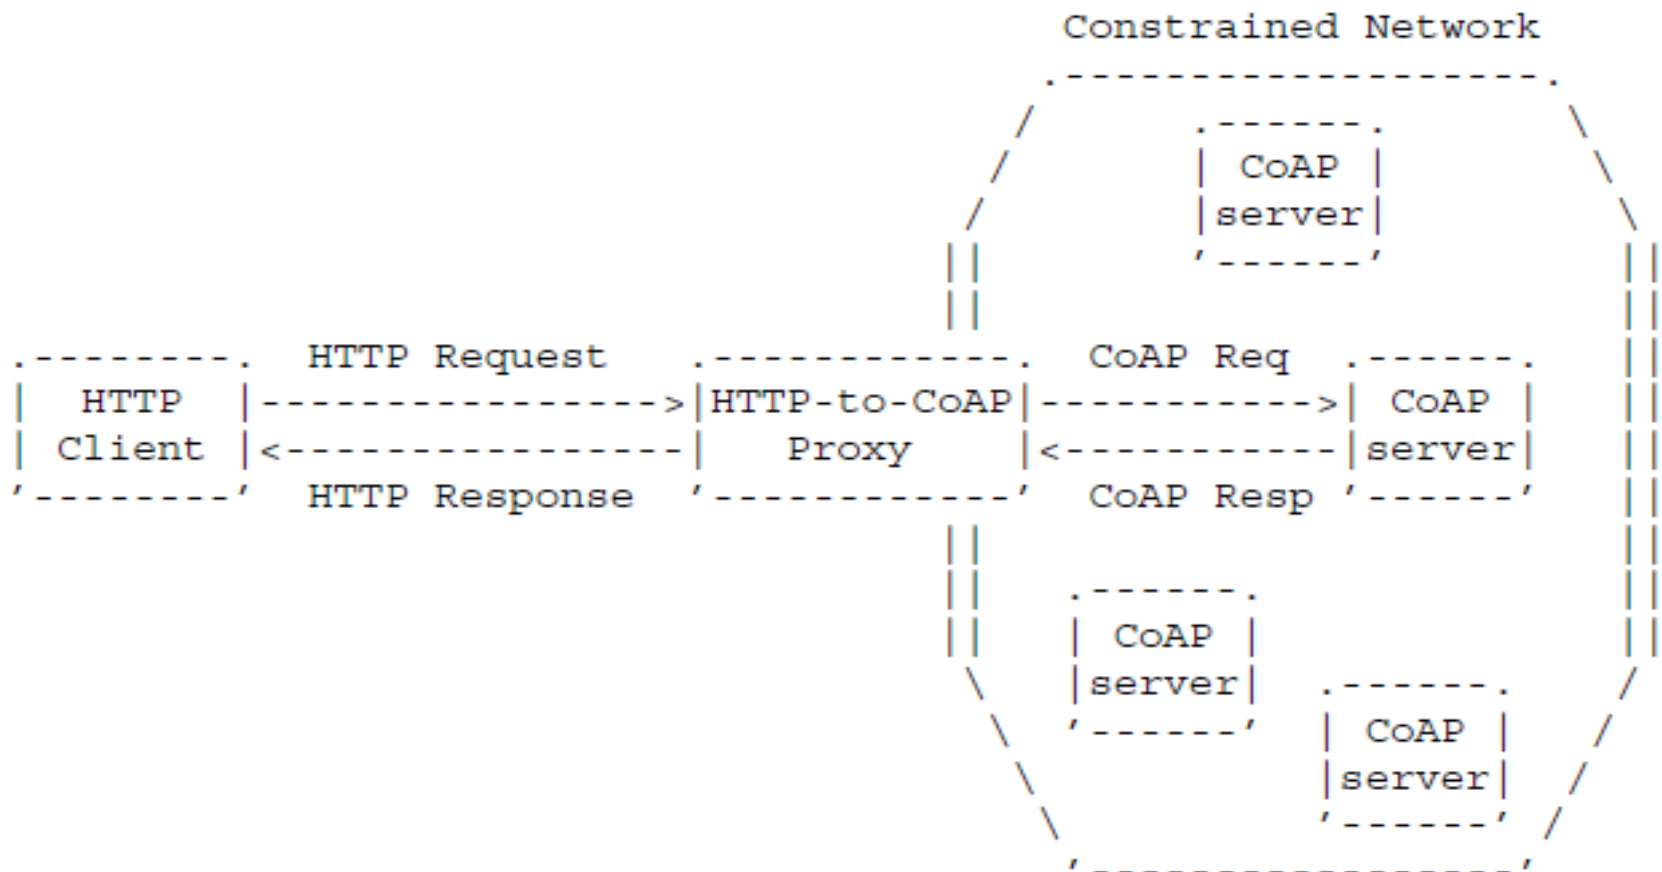 Constrained Network
CoAP
server
HTTP Request
CoAP Req
HTTP
Client
HTTP-to-CoAP
Proxy
CoAP
server
HTTP Response
CoAP Resp
CoAP
server
CoAP
server